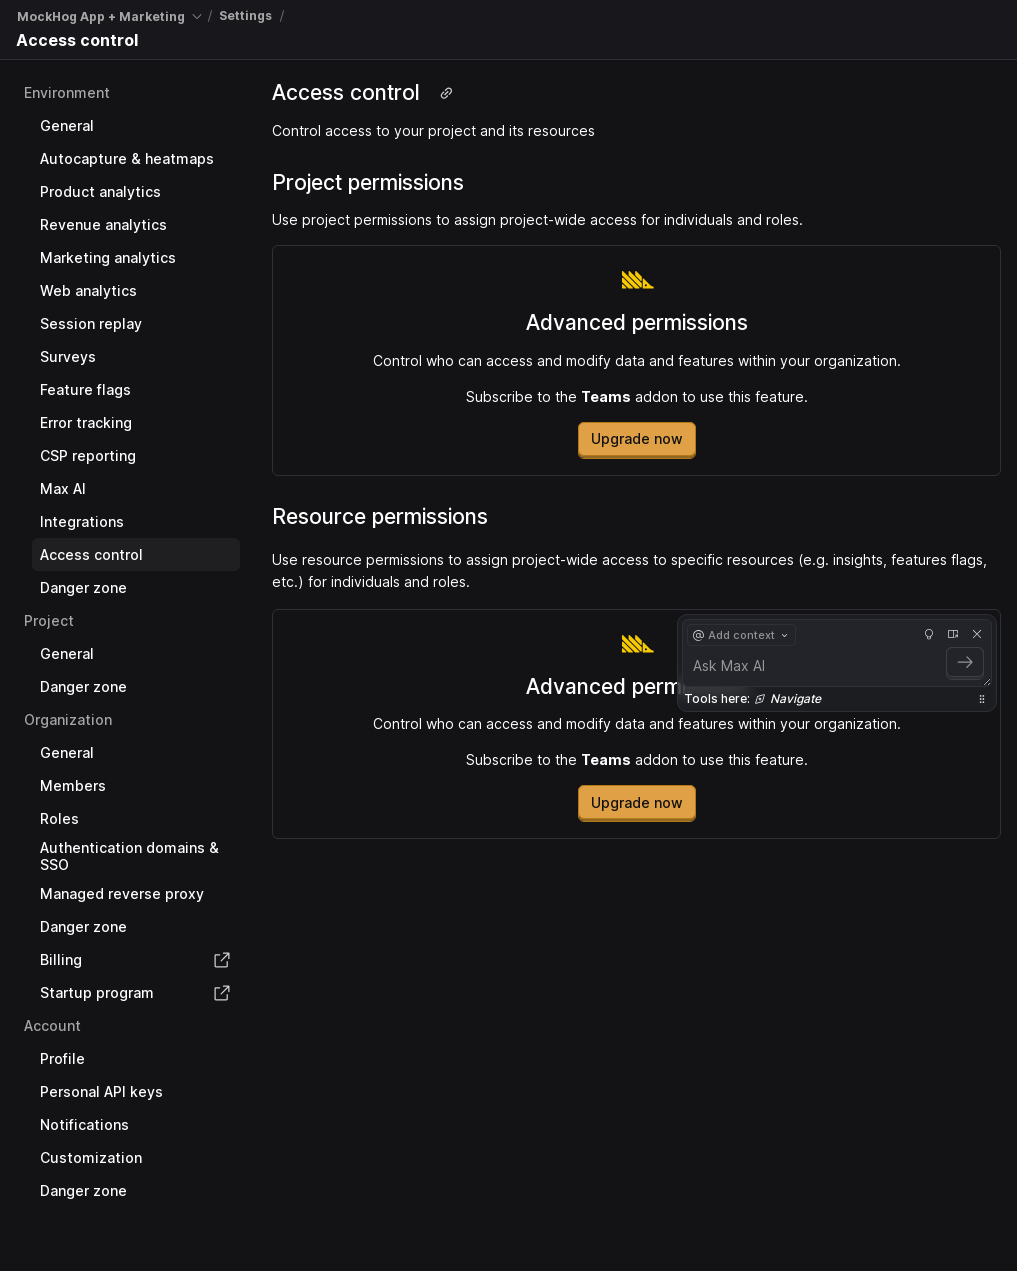 MockHog App + Marketing / Settings /
Access control
Environment
General
Autocapture & heatmaps
Product analytics
Revenue analytics
Marketing analytics
Web analytics
Session replay
Surveys
Feature flags
Error tracking
CSP reporting
Max AI
Integrations
Access control
Danger zone
Project
General
Danger zone
Organization
General
Members
Roles
Authentication domains &
SSO
Managed reverse proxy
Danger zone
Billing
Startup program
Account
Profile
Personal API keys
Notifications
Customization
Danger zone
Access control
Control access to your project and its resources
Project permissions
Use project permissions to assign project-wide access for individuals and roles.
Advanced permissions
Control who can access and modify data and features within your organization.
Subscribe to the Teams addon to use this feature.
Upgrade now
Resource permissions
Use resource permissions to assign project-wide access to specific resources (e.g. insights, features flags,
etc.) for individuals and roles.
Advanced perm
Control who can access and modify data and features within your organization.
Subscribe to the Teams addon to use this feature.
Upgrade now
@ Add context
Ask Max AI
Tools here: Navigate